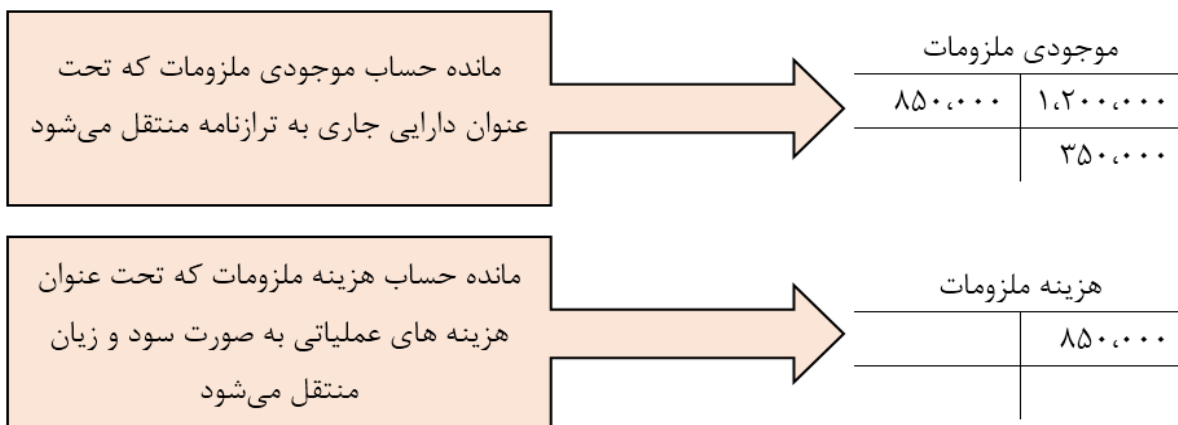 موجودی ملزومات
۱،۲۰۰،۰۰۰ ۸۵۰،۰۰۰
۳۵۰،۰۰۰
مانده حساب موجودی ملزومات که تحت
عنوان دارایی جاری به ترازنامه منتقل می‌شود
هزینه ملزومات
۸۵۰،۰۰۰
مانده حساب هزینه ملزومات که تحت عنوان
هزینه های عملیاتی به صورت سود و زیان
منتقل می‌شود